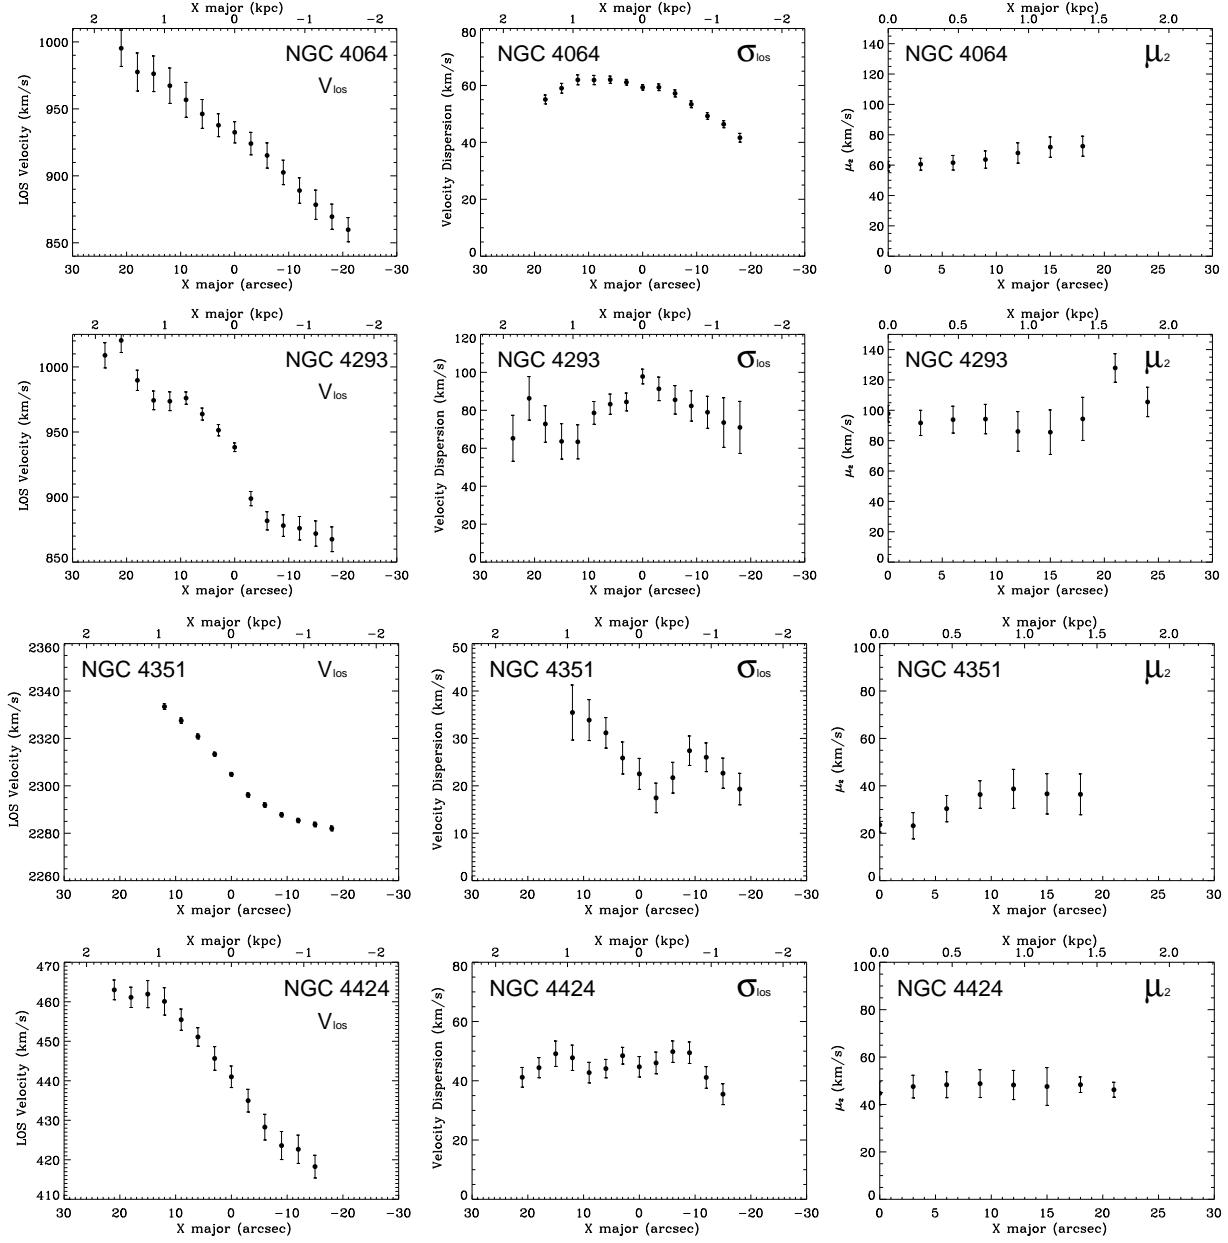 X major (kpc) X major (kpc) X major (kpc)
2 1 0 −1 −2 2 1 0 −1 −2 0.0 0.5 1.0 1.5 2.0
1000 950 900 850
LOS Velocity (km/s)
NGC 4064
Vlos
80 60 40 20 0
Velocity Dispersion (km/s)
NGC 4064 σlos
140 120 100 80 60 40 20 0
μ2 (km/s)
NGC 4064 μ2
30 20 10 0 −10 −20 −30 30 20 10 0 −10 −20 −30 0 5 10 15 20 25 30
X major (arcsec) X major (arcsec) X major (arcsec)
X major (kpc) X major (kpc) X major (kpc)
2 1 0 −1 −2 2 1 0 −1 −2 0.0 0.5 1.0 1.5 2.0
1000 950 900 850
LOS Velocity (km/s)
NGC 4293
Vlos
120 100 80 60 40 20 0
Velocity Dispersion (km/s)
NGC 4293 σlos
140 120 100 80 60 40 20 0
μ2 (km/s)
NGC 4293 μ2
30 20 10 0 −10 −20 −30 30 20 10 0 −10 −20 −30 0 5 10 15 20 25 30
X major (arcsec) X major (arcsec) X major (arcsec)
X major (kpc) X major (kpc) X major (kpc)
2 1 0 −1 −2 2 1 0 −1 −2 0.0 0.5 1.0 1.5 2.0
2360 2340 2320 2300 2280 2260
LOS Velocity (km/s)
NGC 4351 Vlos
50 40 30 20 10 0
Velocity Dispersion (km/s)
NGC 4351 σlos
100 80 60 40 20 0
μ2 (km/s)
NGC 4351 μ2
30 20 10 0 −10 −20 −30 30 20 10 0 −10 −20 −30 0 5 10 15 20 25 30
X major (arcsec) X major (arcsec) X major (arcsec)
X major (kpc) X major (kpc) X major (kpc)
2 1 0 −1 −2 2 1 0 −1 −2 0.0 0.5 1.0 1.5 2.0
470 460 450 440 430 420 410
LOS Velocity (km/s)
NGC 4424
Vlos
80 60 40 20 0
Velocity Dispersion (km/s)
NGC 4424 σlos
100 80 60 40 20 0
μ2 (km/s)
NGC 4424 μ2
30 20 10 0 −10 −20 −30 30 20 10 0 −10 −20 −30 0 5 10 15 20 25 30
X major (arcsec) X major (arcsec) X major (arcsec)